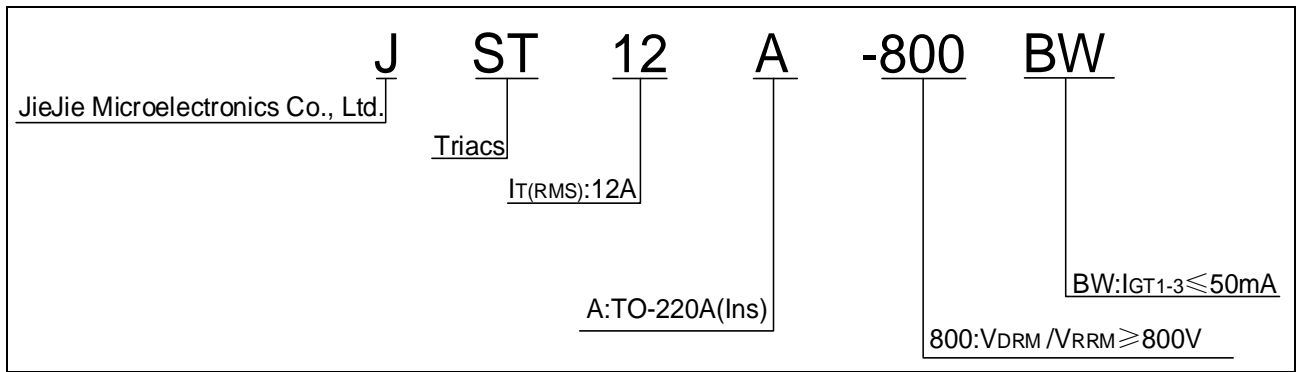 J ST 12 A -800 BW
JieJie Microelectronics Co., Ltd.
Triacs
IT(RMS):12A
BW:IGT1-3≤50mA
A:TO-220A(Ins)
800:VDRM /VRRM≥800V